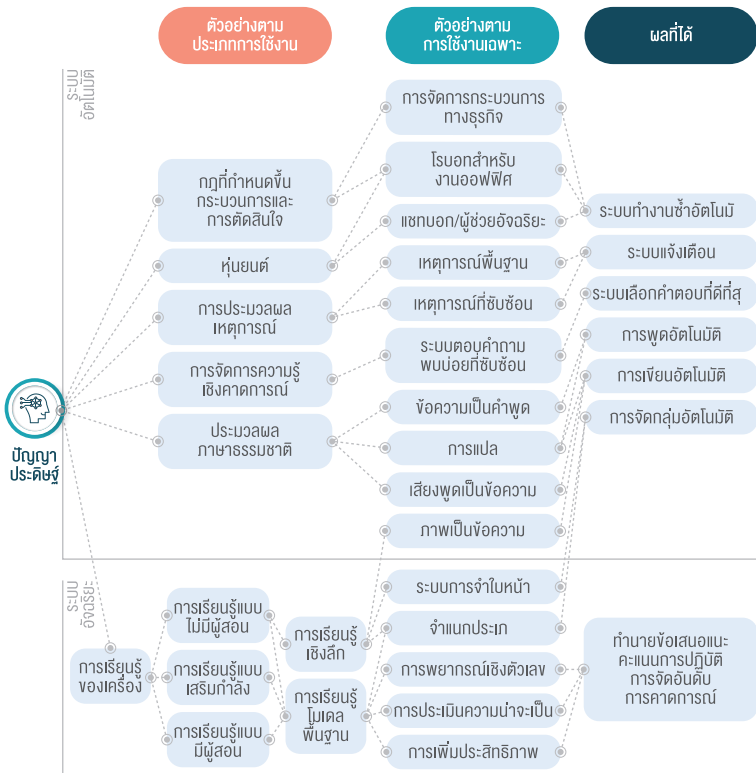 ตัวอย่างตาม
ประเภทการใช้งาน
ตัวอย่างตาม
การใช้งานเฉพาะ
ผลที่ได้
ระบบ
อัตโนมัติ
กฎที่กำหนดขึ้น
กระบวนการและ
การตัดสินใจ
หุ่นยนต์
การประมวลผล
เหตุการณ์
การจัดการความรู้
เชิงคาดการณ์
ประมวลผล
ภาษาธรรมชาติ
การจัดการกระบวนการ
ทางธุรกิจ
โรบอทสำหรับ
งานออฟฟิศ
แชทบอก/ผู้ช่วยอัจฉริยะ
เหตุการณ์พื้นฐาน
เหตุการณ์ที่ซับซ้อน
ระบบตอบคำถาม
พบบ่อยที่ซับซ้อน
ข้อความเป็นคำพูด
การแปล
เสียงพูดเป็นข้อความ
ภาพเป็นข้อความ
ระบบทำงานซ้ำอัตโนมั
ระบบแจ้งเตือน
ระบบเลือกคำตอบที่ดีที่สุ
การพูดอัตโนมัติ
การเขียนอัตโนมัติ
การจัดกลุ่มอัตโนมัติ
ปัญญา
ประดิษฐ์
ระบบ
อัจฉริยะ
การเรียนรู้
ของเครื่อง
การเรียนรู้แบบ
ไม่มีผู้สอน
การเรียนรู้แบบ
เสริมกำลัง
การเรียนรู้แบบ
มีผู้สอน
การเรียนรู้
เชิงลึก
การเรียนรู้
โมเดล
พื้นฐาน
ระบบการจำใบหน้า
จำแนกประเภ
การพยากรณ์เชิงตัวเลข
การประเมินความน่าจะเป็น
การเพิ่มประสิทธิภาพ
ทำนายข้อเสนอแนะ
คะแนนการปฏิบัติ
การจัดอันดับ
การคาดการณ์